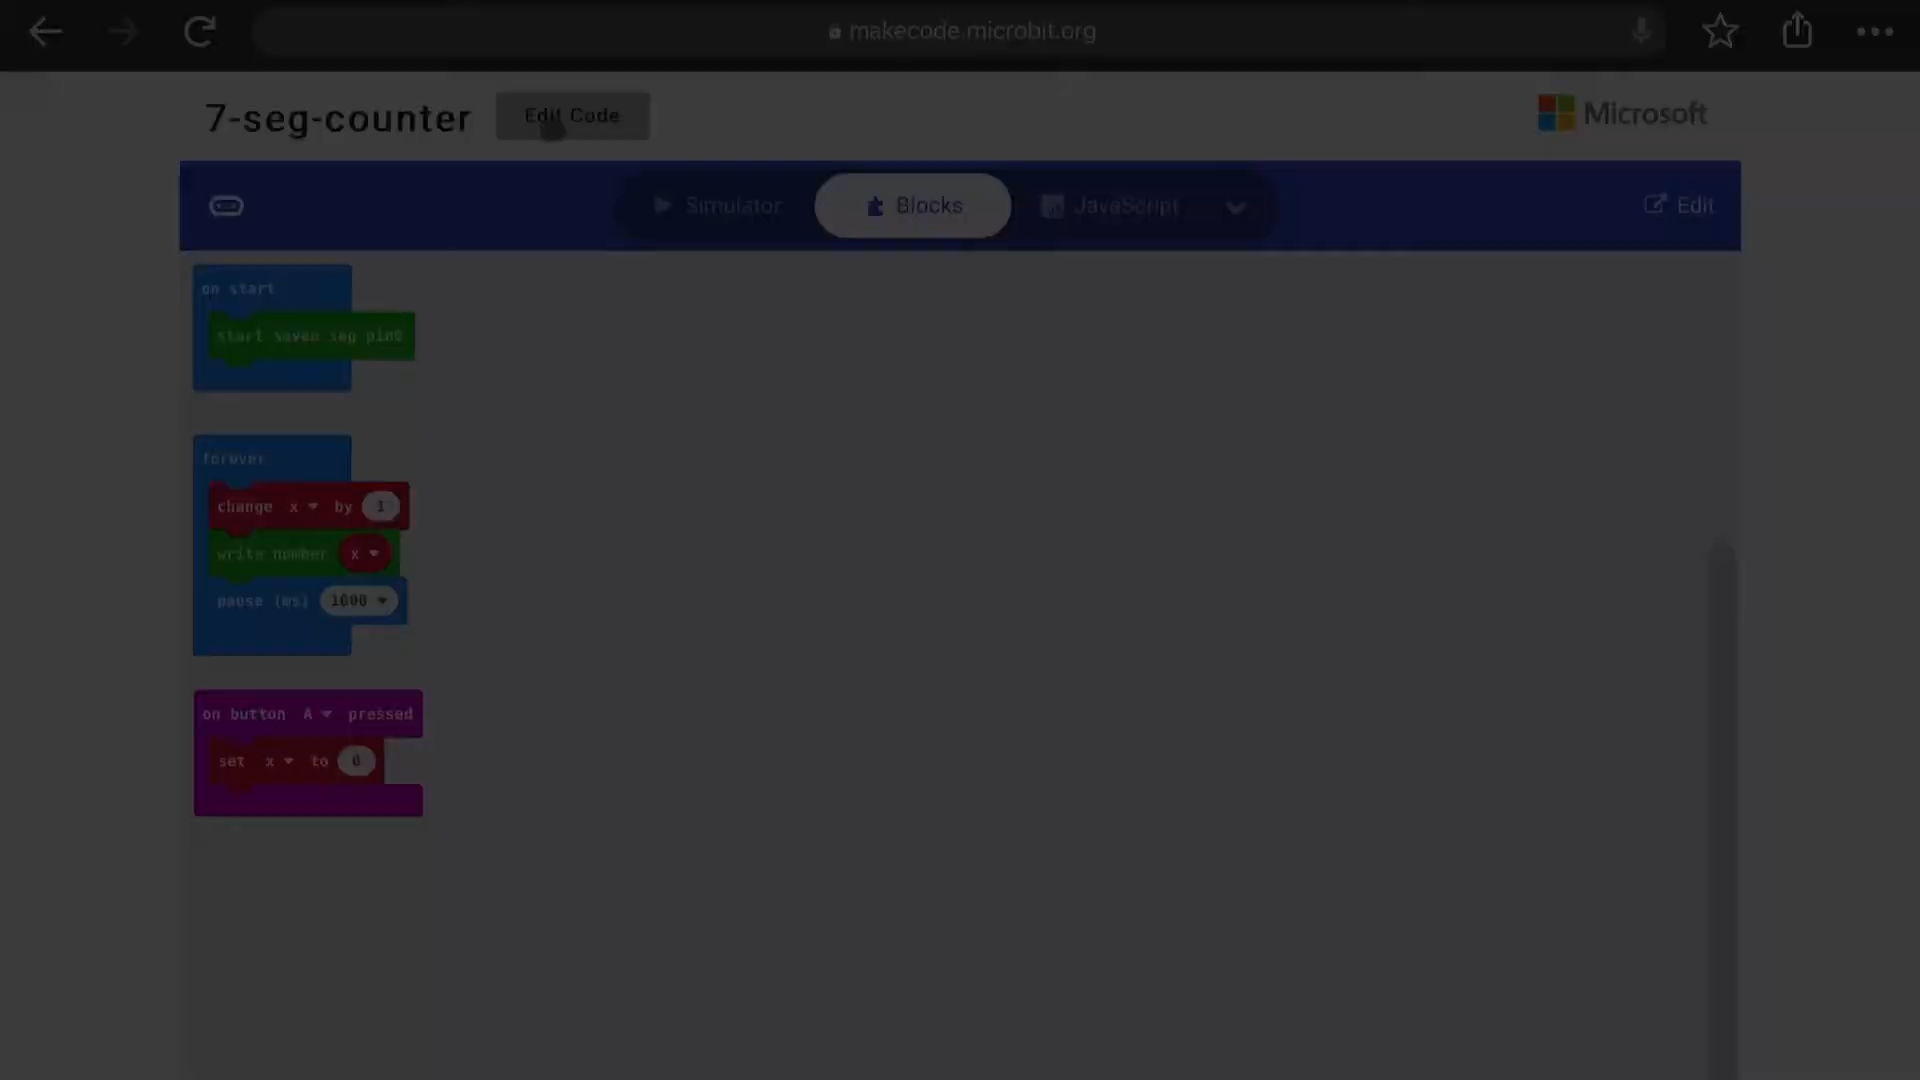 makecode.microbit.org
7-seg-counter Edit Code Microsoft
Simulator Blocks JavaScript Edit
on start
start seven seg pin0
forever
change x by 1
write number x
pause (ms) 1000
on button A pressed
set x to 0